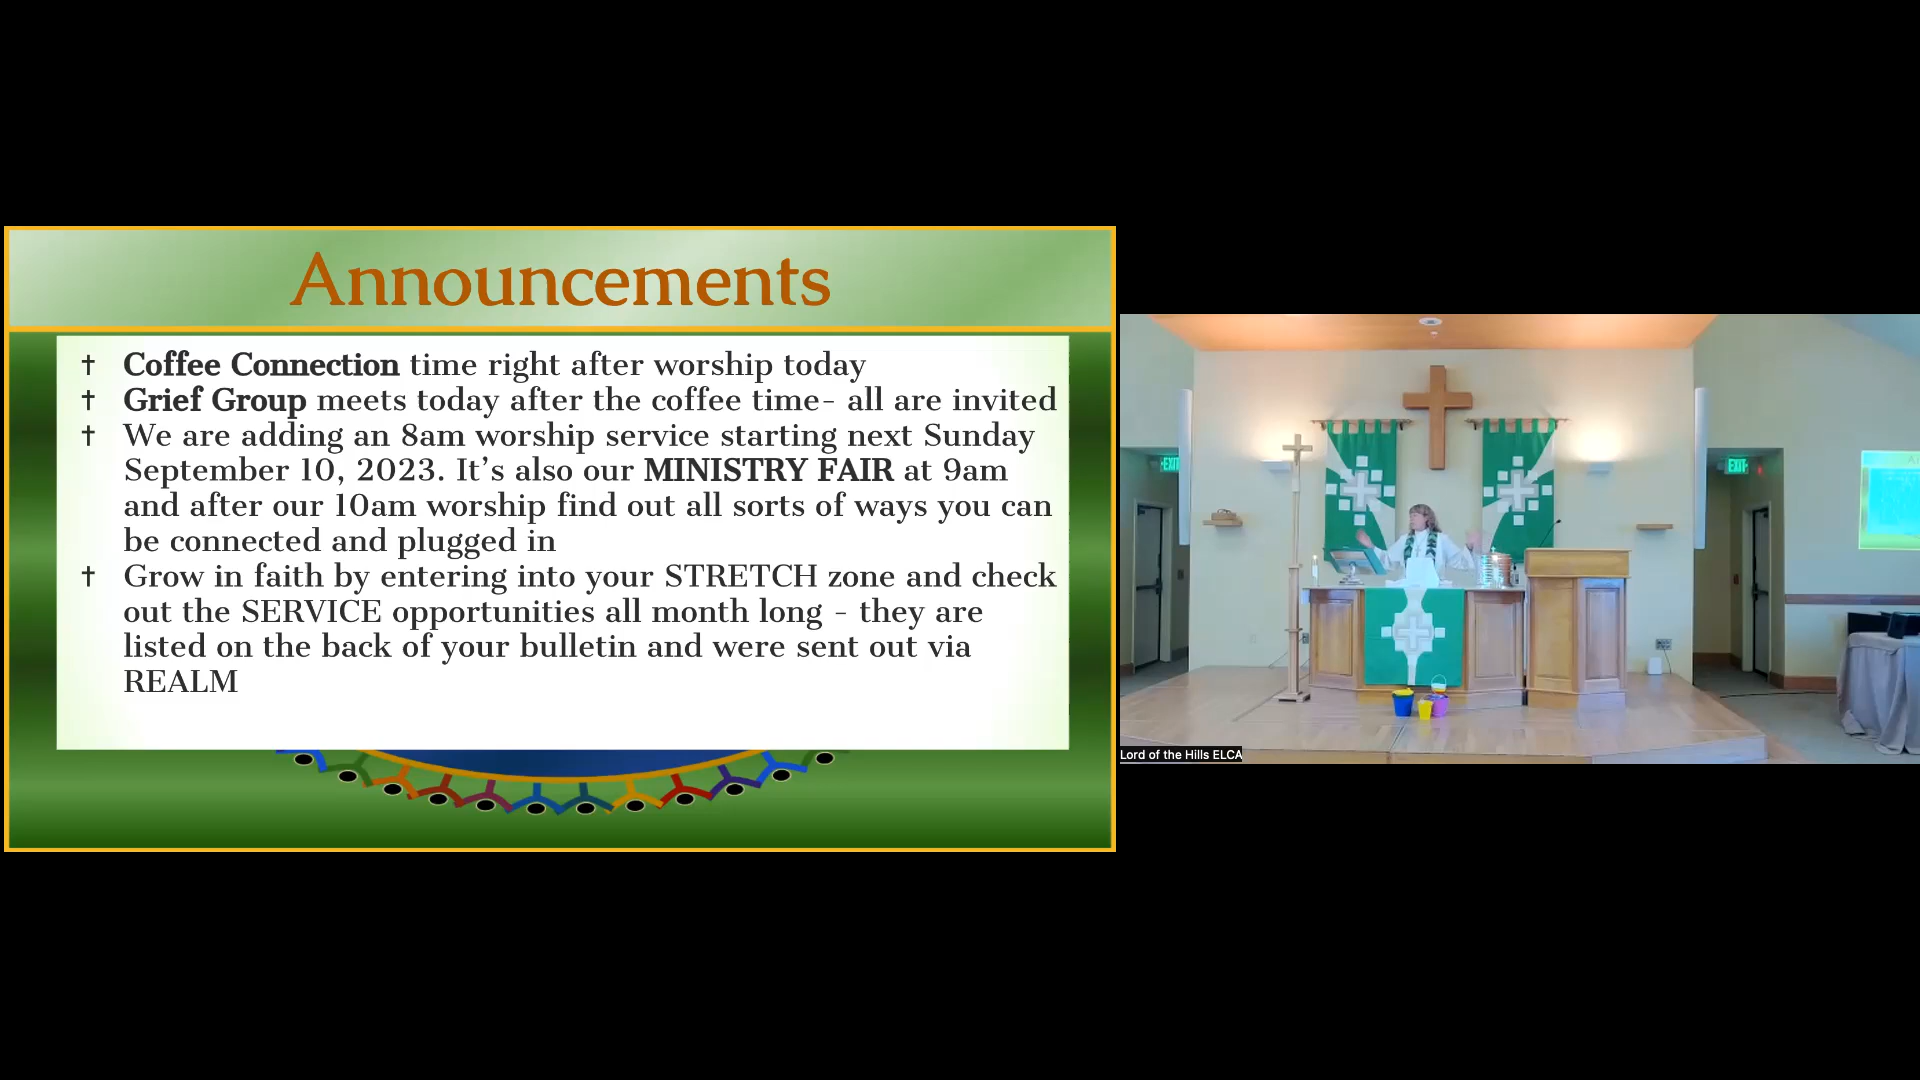 Announcements
✝ Coffee Connection time right after worship today
✝ Grief Group meets today after the coffee time- all are invited
✝ We are adding an 8am worship service starting next Sunday
September 10, 2023. It’s also our MINISTRY FAIR at 9am
and after our 10am worship find out all sorts of ways you can
be connected and plugged in
✝ Grow in faith by entering into your STRETCH zone and check
out the SERVICE opportunities all month long - they are
listed on the back of your bulletin and were sent out via
REALM
EXIT
EXIT
Lord of the Hills ELCA